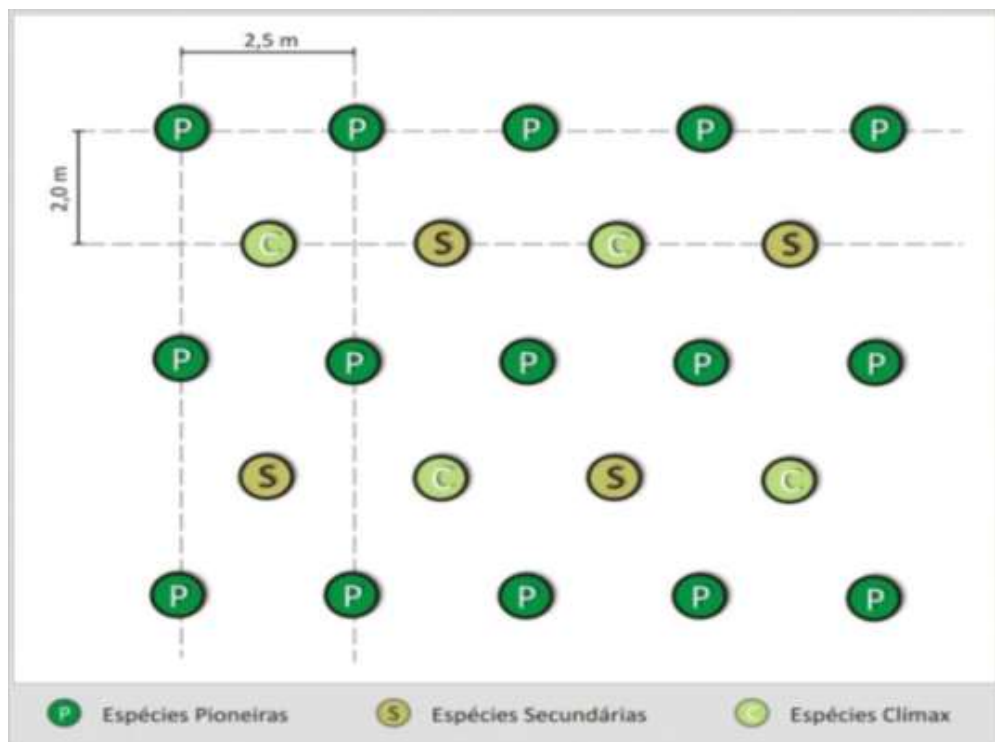 2,5 m
P P P P P
2,0 m
C S C S
P P P P P
S C S C
P P P P P
P Espécies Pioneiras S Espécies Secundárias C Espécies Clímax